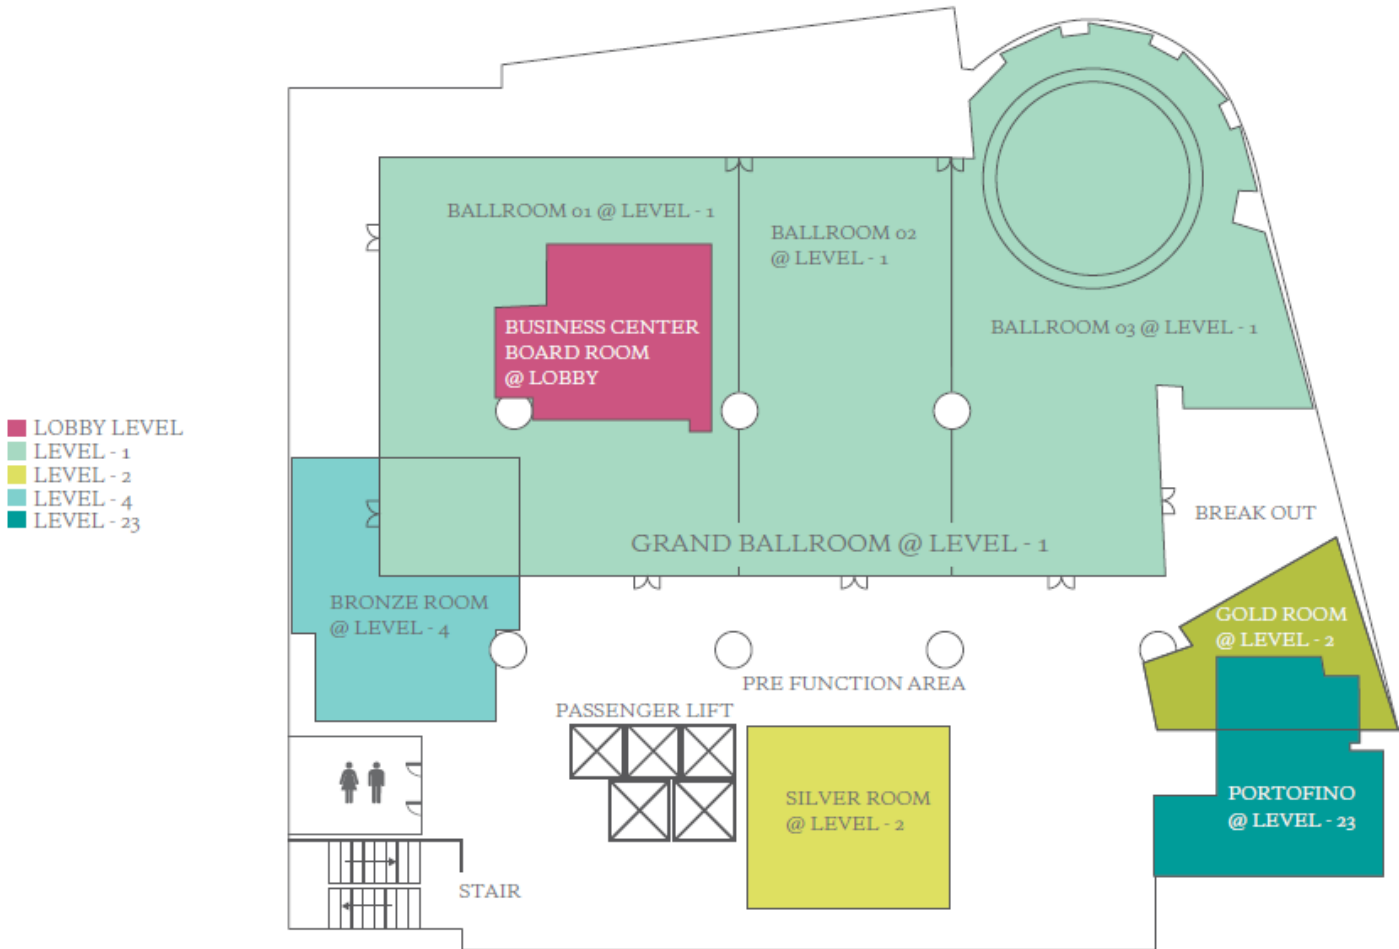 BALLROOM 01 @ LEVEL - 1
BALLROOM 02
@ LEVEL - 1
BALLROOM 03 @ LEVEL - 1
BUSINESS CENTER
BOARD ROOM
@ LOBBY
LOBBY LEVEL
LEVEL - 1
LEVEL - 2
LEVEL - 4
LEVEL - 23
GRAND BALLROOM @ LEVEL - 1
BREAK OUT
BRONZE ROOM
@ LEVEL - 4
GOLD ROOM
@ LEVEL - 2
PRE FUNCTION AREA
PASSENGER LIFT
SILVER ROOM
@ LEVEL - 2
PORTOFINO
@ LEVEL - 23
STAIR